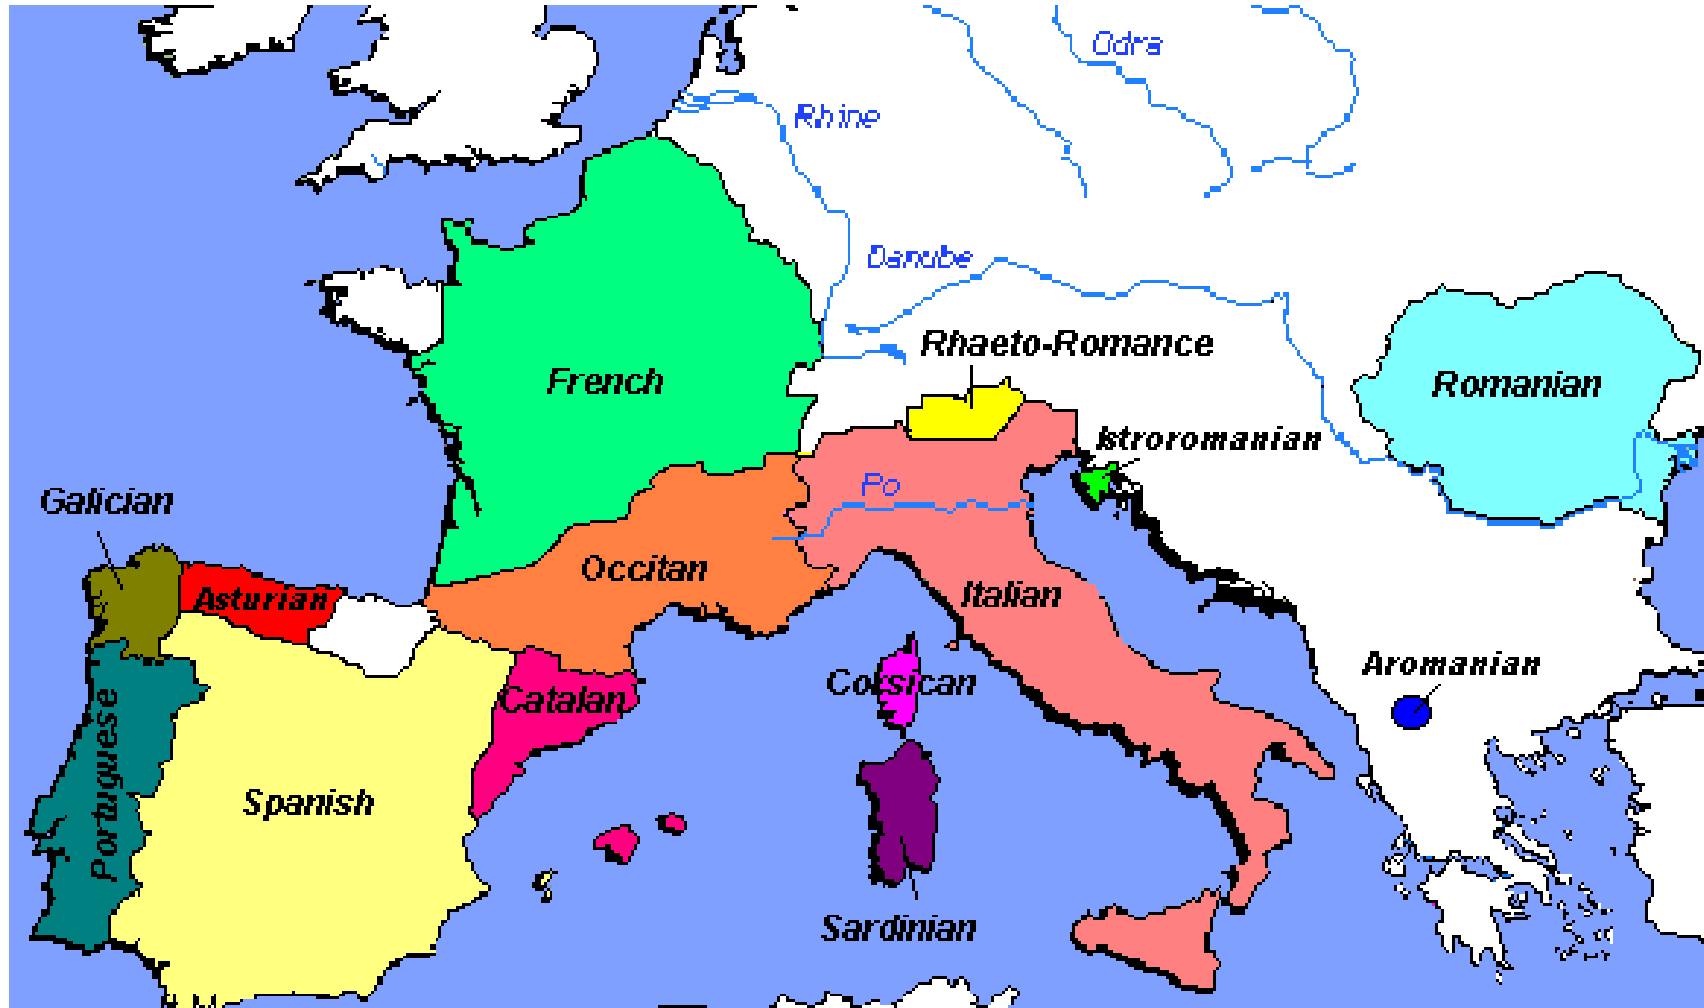 Odra
Rhine
Danube
Rhaeto-Romance
French
Romanian
Istroromanian
Po
Galician
Occitan
Asturian
Italian
Aromanian
Corsican
Catalan
Portuguese
Spanish
Sardinian